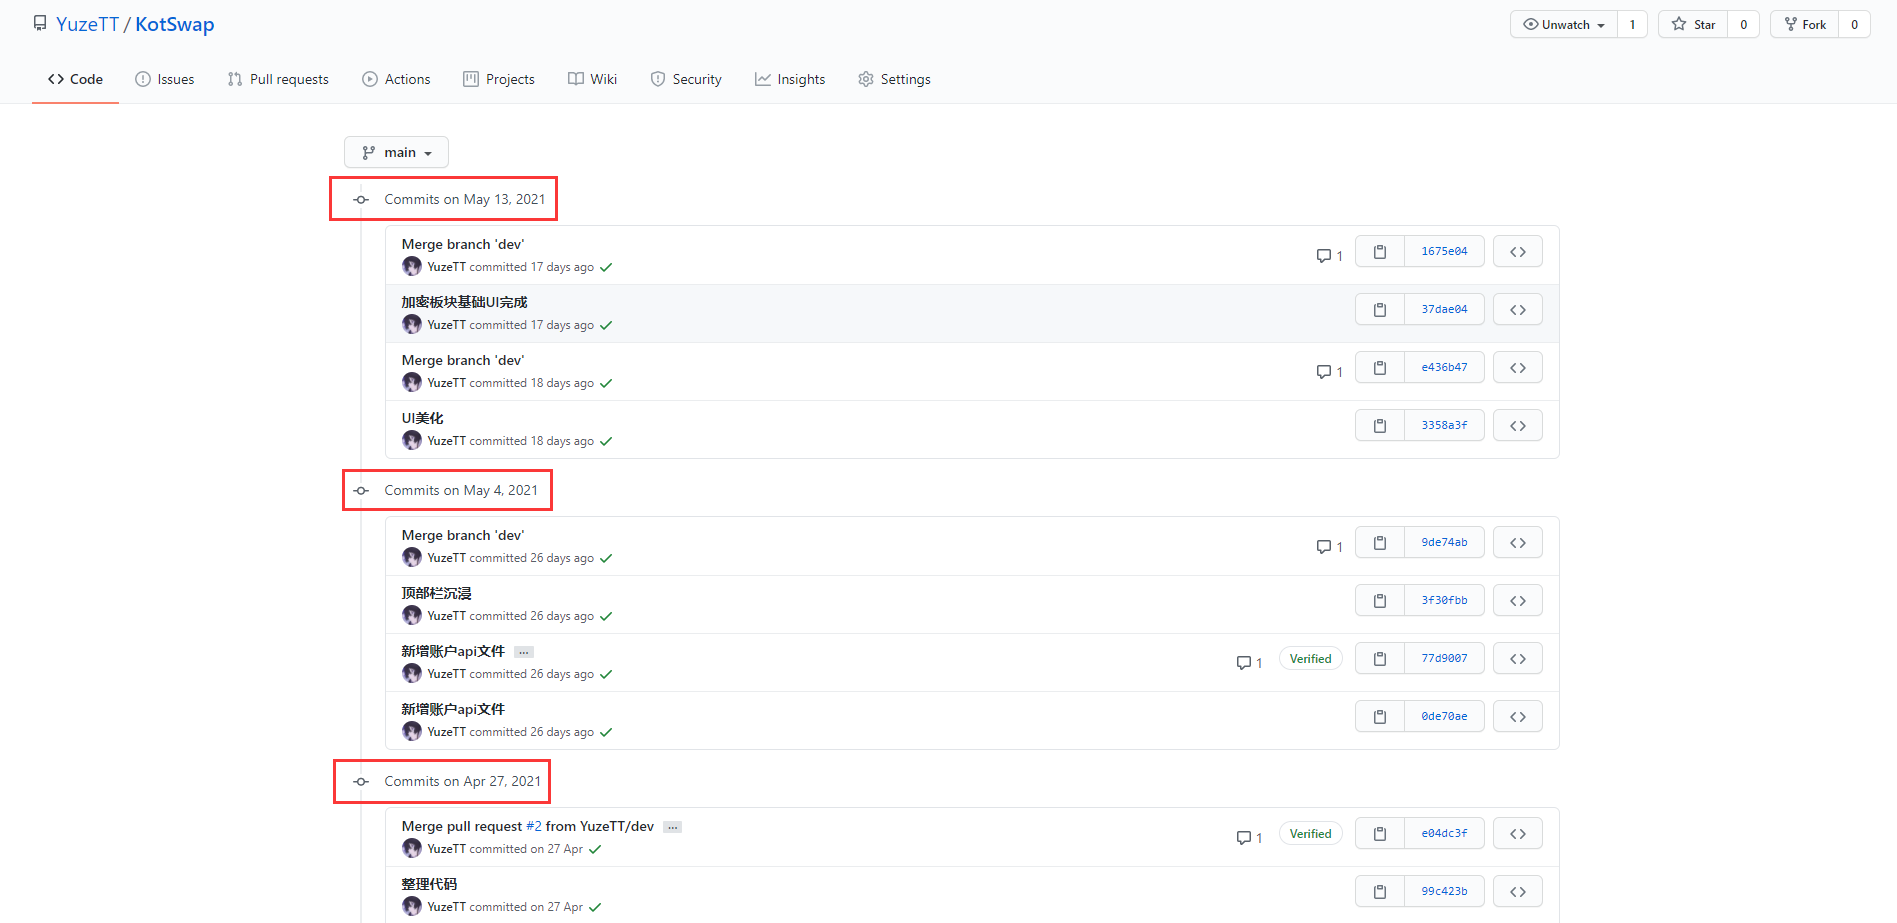 YuzeTT / KotSwap
Unwatch 1 Star 0 Fork 0
Code Issues Pull requests Actions Projects Wiki Security Insights Settings
main
Commits on May 13, 2021
Merge branch 'dev'
YuzeTT committed 17 days ago
1 1675e04
加密板块基础UI完成
YuzeTT committed 17 days ago
37dae04
Merge branch 'dev'
YuzeTT committed 18 days ago
1 e436b47
UI美化
YuzeTT committed 18 days ago
3358a3f
Commits on May 4, 2021
Merge branch 'dev'
YuzeTT committed 26 days ago
1 9de74ab
顶部栏沉浸
YuzeTT committed 26 days ago
3f30fbb
新增账户api文件 …
YuzeTT committed 26 days ago
1 Verified 77d9007
新增账户api文件
YuzeTT committed 26 days ago
0de70ae
Commits on Apr 27, 2021
Merge pull request #2 from YuzeTT/dev …
YuzeTT committed on 27 Apr
1 Verified e04dc3f
整理代码
YuzeTT committed on 27 Apr
99c423b